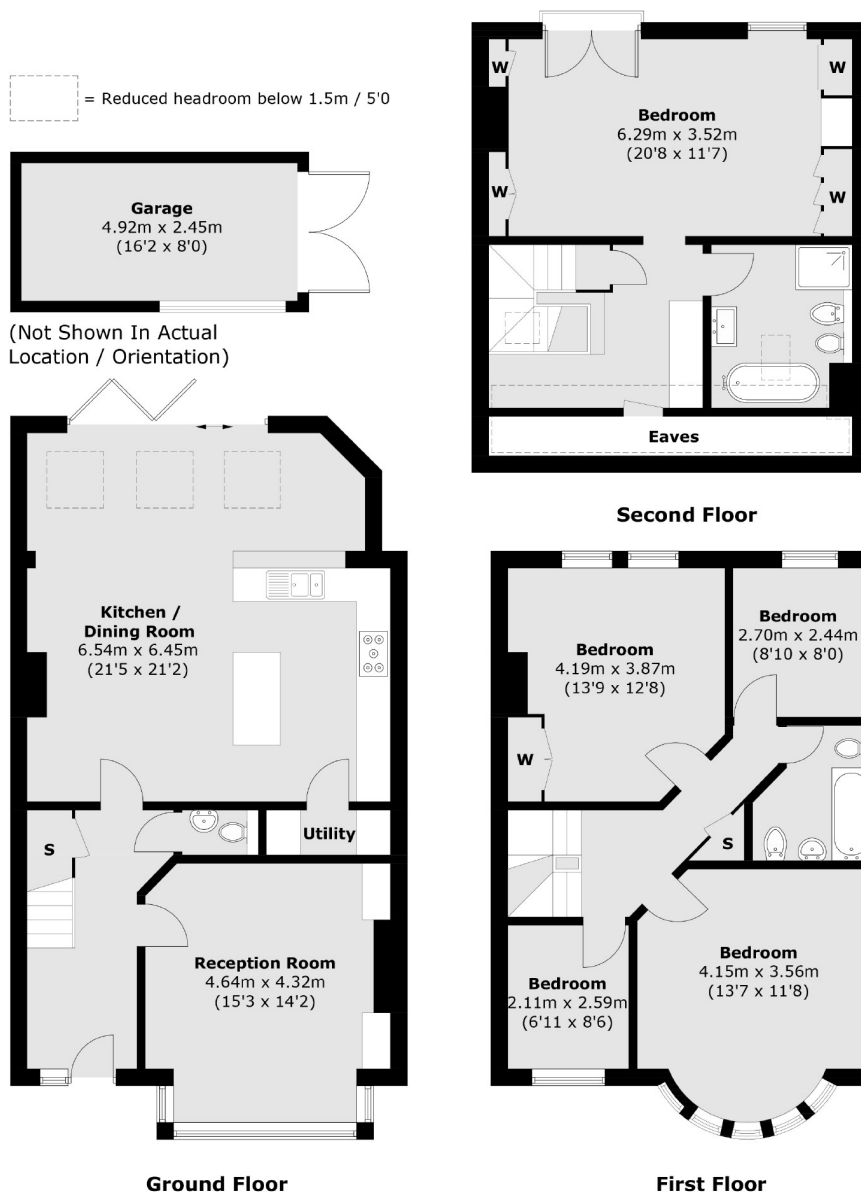 = Reduced headroom below 1.5m / 5'0
Garage
4.92m x 2.45m
(16'2 x 8'0)
(Not Shown In Actual
Location / Orientation)
Kitchen /
Dining Room
6.54m x 6.45m
(21'5 x 21'2)
S
Utility
Reception Room
4.64m x 4.32m
(15'3 x 14'2)
Ground Floor
W
W
Bedroom
6.29m x 3.52m
(20'8 x 11'7)
W
W
Eaves
Second Floor
Bedroom
4.19m x 3.87m
(13'9 x 12'8)
Bedroom
2.70m x 2.44m
(8'10 x 8'0)
W
S
Bedroom
2.11m x 2.59m
(6'11 x 8'6)
Bedroom
4.15m x 3.56m
(13'7 x 11'8)
First Floor